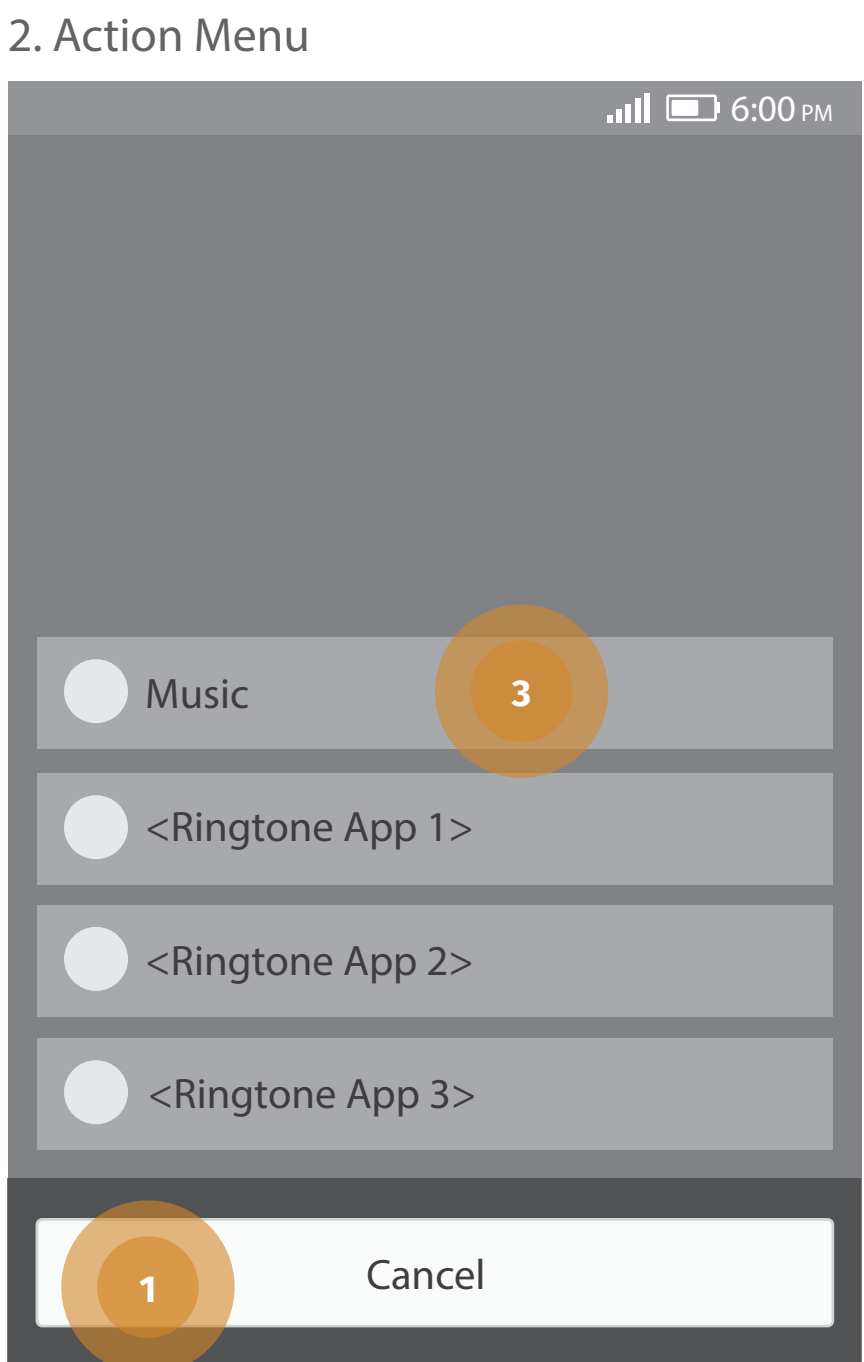 2. Action Menu
6:00 PM
Music
3
<Ringtone App 1>
<Ringtone App 2>
<Ringtone App 3>
1
Cancel